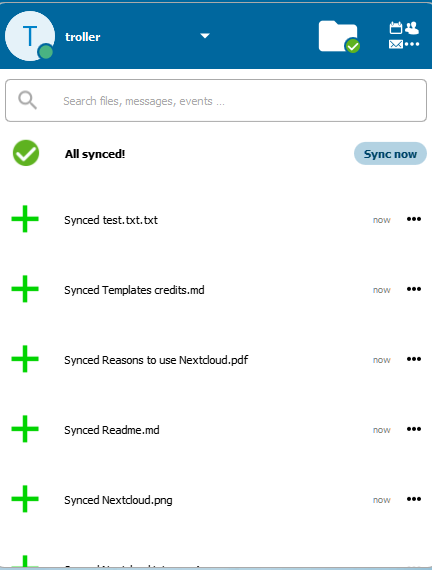 T
troller
Search files, messages, events ...
All synced!
Sync now
Synced test.txt.txt
now
Synced Templates credits.md
now
Synced Reasons to use Nextcloud.pdf
now
Synced Readme.md
now
Synced Nextcloud.png
now